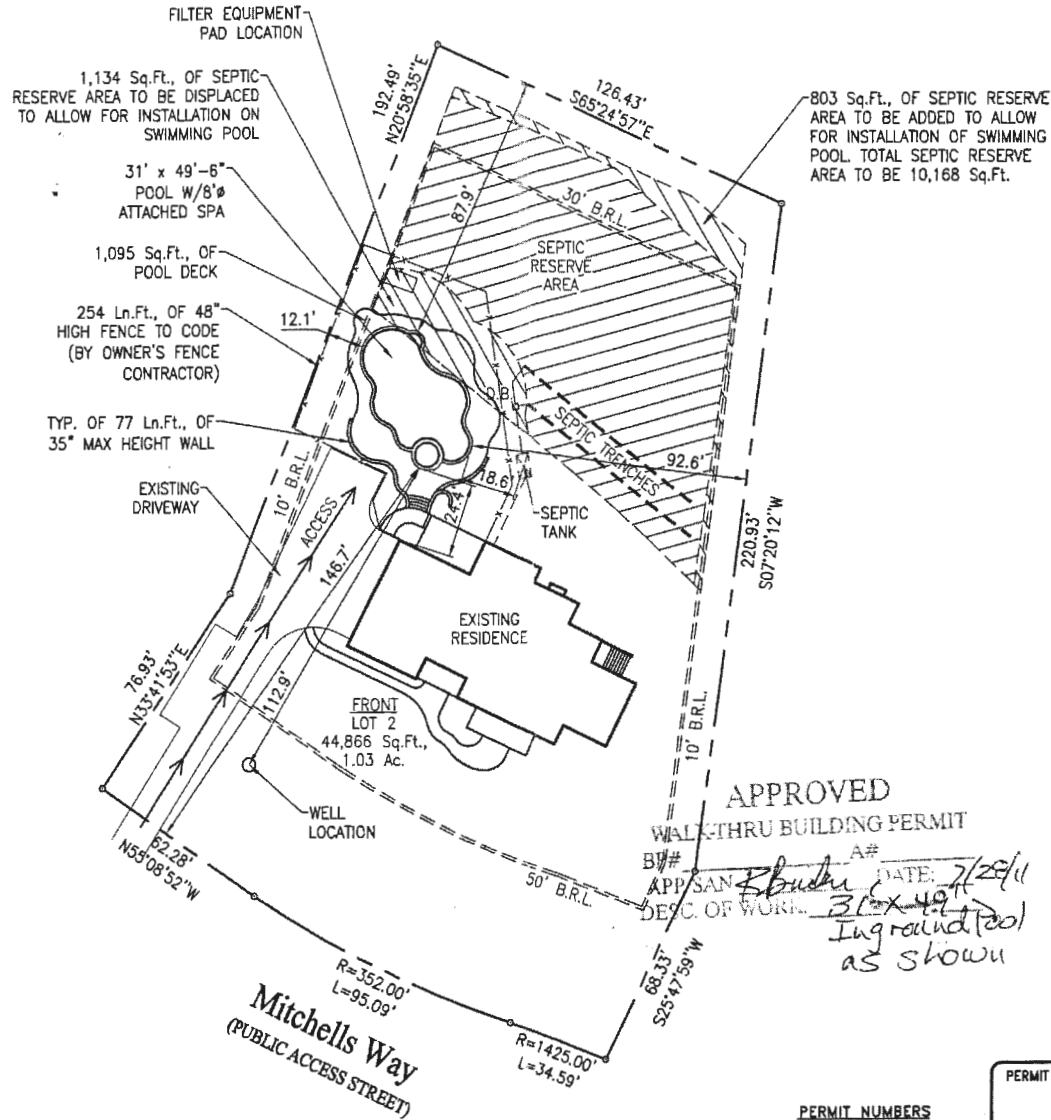 FILTER EQUIPMENT
PAD LOCATION
1,134 Sq.Ft., OF SEPTIC
RESERVE AREA TO BE DISPLACED
TO ALLOW FOR INSTALLATION ON
SWIMMING POOL
31' x 49'-6"
POOL W/8'ø
ATTACHED SPA
1,095 Sq.Ft., OF
POOL DECK
254 Ln.Ft., OF 48"
HIGH FENCE TO CODE
(BY OWNER'S FENCE
CONTRACTOR)
TYP. OF 77 Ln.Ft., OF
35" MAX HEIGHT WALL
EXISTING
DRIVEWAY
192.49'
N20°58'35"E
126.43'
S65°24'57"E
803 Sq.Ft., OF SEPTIC RESERVE
AREA TO BE ADDED TO ALLOW
FOR INSTALLATION OF SWIMMING
POOL. TOTAL SEPTIC RESERVE
AREA TO BE 10,168 Sq.Ft.
87.9'
30' B.R.L.
SEPTIC
RESERVE
AREA
12.1'
D.B.
SEPTIC TRENCHES
92.6'
18.6'
24.4'
SEPTIC
TANK
220.93'
S07°20'12"W
10' B.R.L.
ACCESS
146.7'
112.9'
EXISTING
RESIDENCE
76.93'
N33°41'53"E
FRONT
LOT 2
44,866 Sq.Ft.,
1.03 Ac.
10' B.R.L.
WELL
LOCATION
62.28'
N55°08'52"W
50' B.R.L.
APPROVED
WALK-THRU BUILDING PERMIT
BP# A#
APP SAN DATE: 7/28/11
DESC. OF WORK: 31' x 49'
Inground Pool
as shown
68.33'
S25°47'59"W
R=352.00'
L=95.09'
R=1425.00'
L=34.59'
Mitchells Way
(PUBLIC ACCESS STREET)
PERMIT
PERMIT NUMBERS